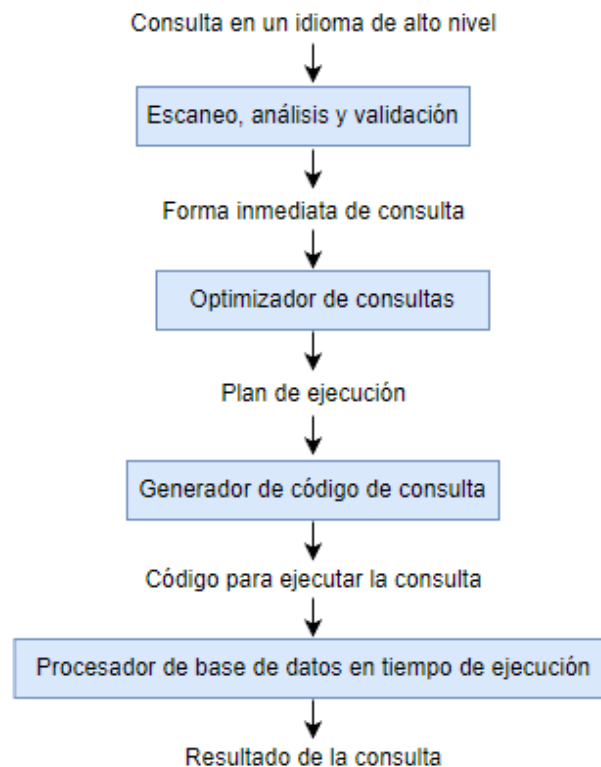 Consulta en un idioma de alto nivel
Escaneo, análisis y validación
Forma inmediata de consulta
Optimizador de consultas
Plan de ejecución
Generador de código de consulta
Código para ejecutar la consulta
Procesador de base de datos en tiempo de ejecución
Resultado de la consulta